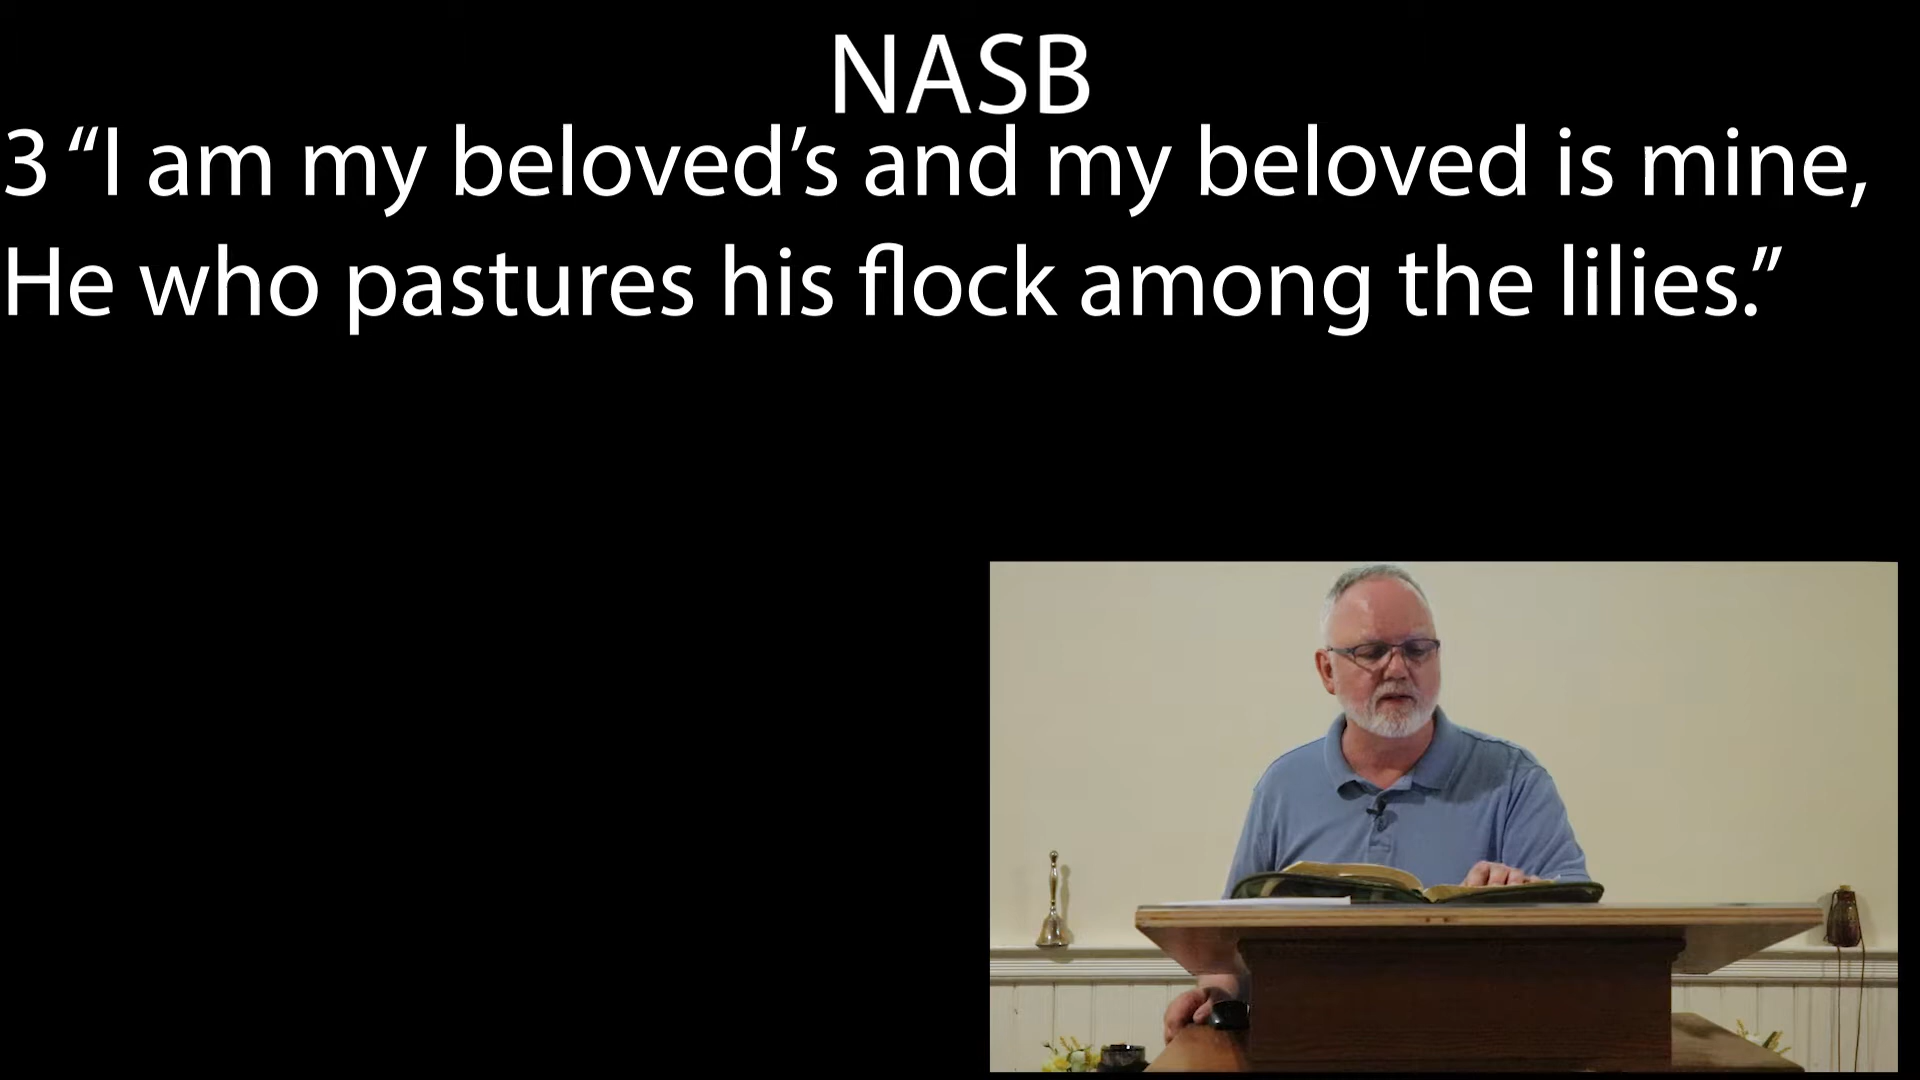 NASB
3 “I am my beloved’s and my beloved is mine,
He who pastures his flock among the lilies.”